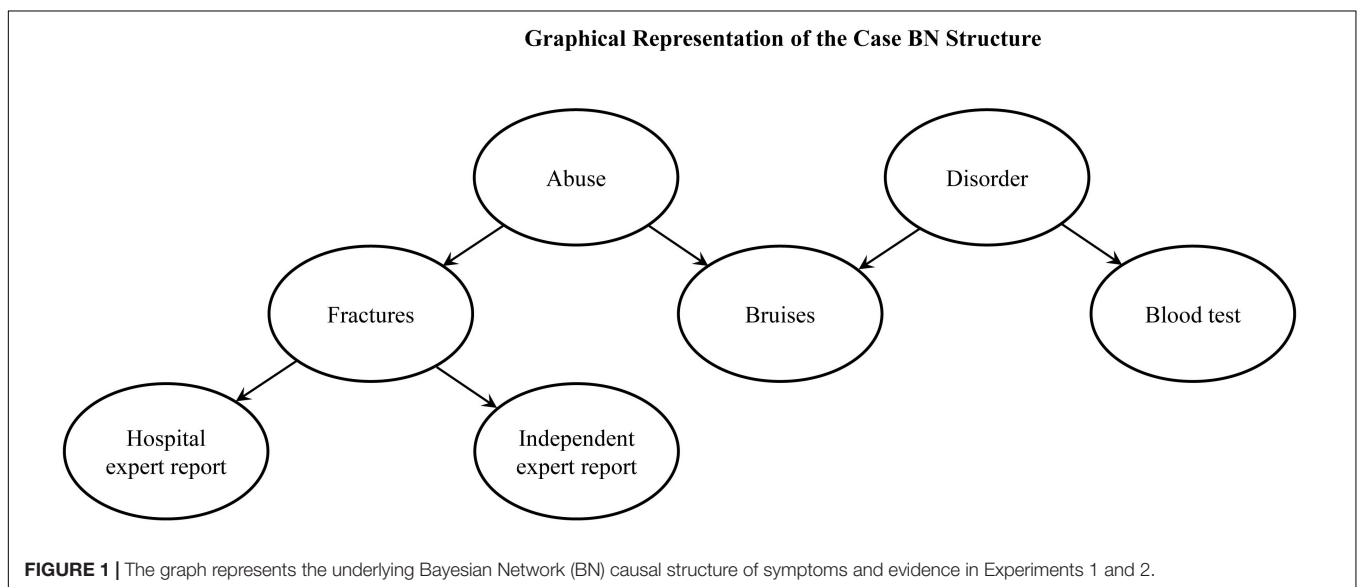 Graphical Representation of the Case BN Structure
Abuse
Disorder
Fractures
Bruises
Blood test
Hospital
expert report
Independent
expert report
FIGURE 1 | The graph represents the underlying Bayesian Network (BN) causal structure of symptoms and evidence in Experiments 1 and 2.